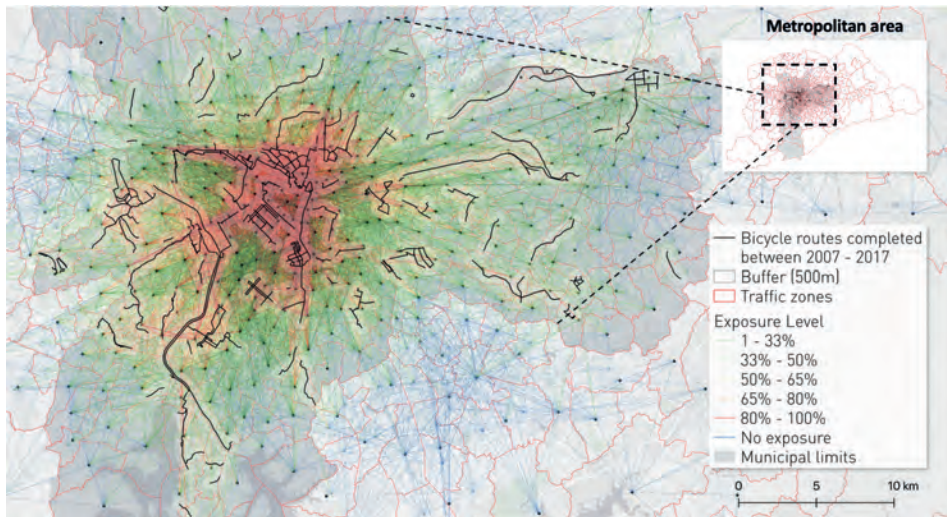 Metropolitan area
Bicycle routes completed
between 2007 - 2017
Buffer (500m)
Traffic zones
Exposure Level
1 - 33%
33% - 50%
50% - 65%
65% - 80%
80% - 100%
No exposure
Municipal limits
0 5 10 km